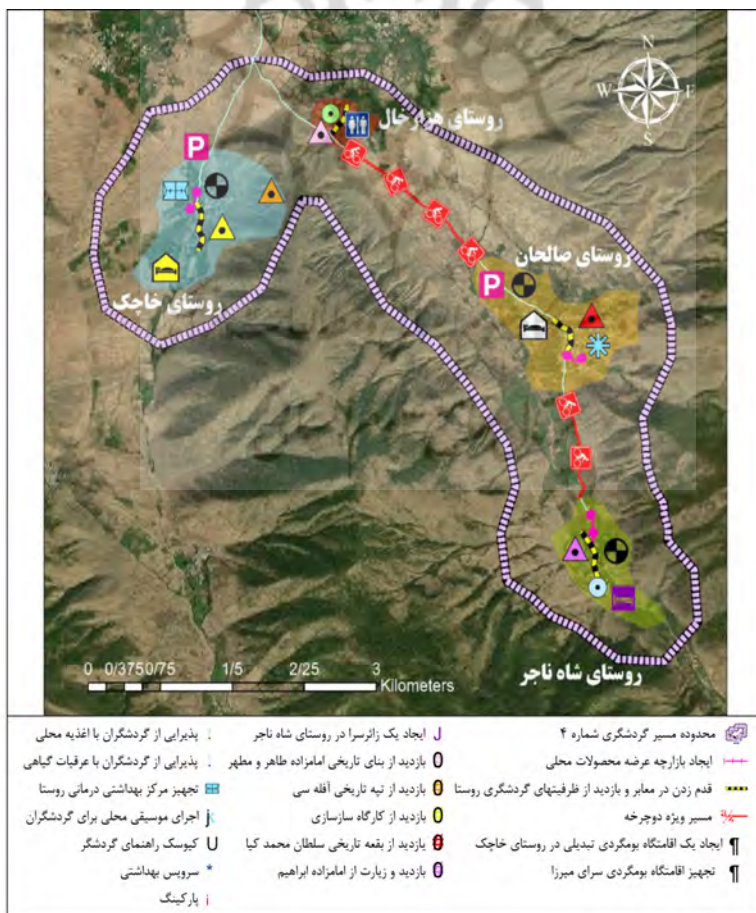 N
W E
S
روستای هزارخال
P
روستای صالحان
P
روستای خاچک
روستای شاه ناجر
0 0/3750/75 1/5 2/25 3
Kilometers
محدوده مسیر گردشگری شماره ۴
ایجاد بازارچه عرضه محصولات محلی
قدم زدن در معابر و بازدید از ظرفیتهای گردشگری روستا
مسیر ویژه دوچرخه
¶ ایجاد یک اقامتگاه بومگردی تبدیلی در روستای خاچک
¶ تجهیز اقامتگاه بومگردی سرای میرزا
ل ایجاد یک زائرسرا در روستای شاه ناجر
بازدید از بنای تاریخی امامزاده طاهر و مطهر
بازدید از تپه تاریخی آقله سی
بازدید از کارگاه سازسازی
بازدید از بقعه تاریخی سلطان محمد کیا
بازدید و زیارت از امامزاده ابراهیم
پذیرایی از گردشگران با اغذیه محلی
پذیرایی از گردشگران با عرقیات گیاهی
تجهیز مرکز بهداشتی درمانی روستا
jk اجرای موسیقی محلی برای گردشگران
U کیوسک راهنمای گردشگر
* سرویس بهداشتی
i پارکینگ